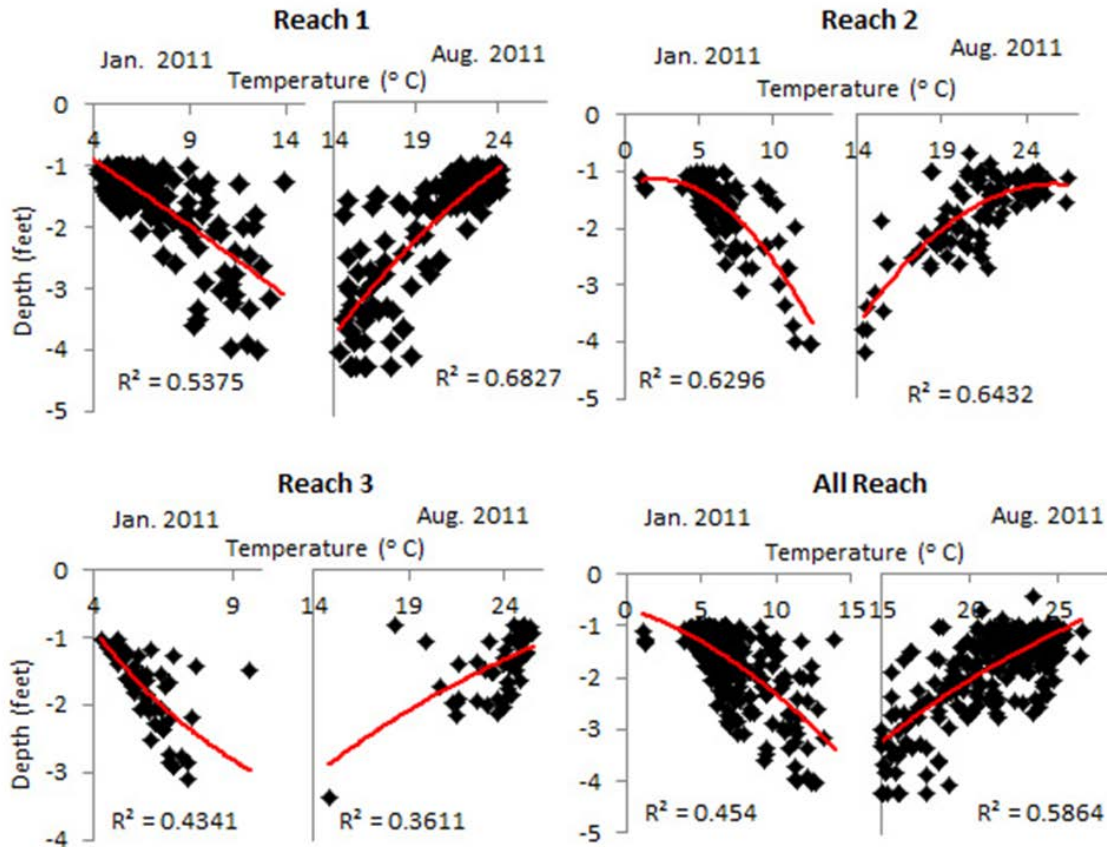 Reach 1
Jan. 2011
Aug. 2011
Temperature (° C)
0
4
9
14
14
19
24
-1
-2
-3
-4
-5
Depth (feet)
R² = 0.5375
R² = 0.6827
Reach 2
Jan. 2011
Aug. 2011
Temperature (° C)
0
0
5
10
14
19
24
-1
-2
-3
-4
-5
R² = 0.6296
R² = 0.6432
Reach 3
Jan. 2011
Aug. 2011
Temperature (° C)
0
4
9
14
19
24
-1
-2
-3
-4
Depth (feet)
R² = 0.4341
R² = 0.3611
All Reach
Jan. 2011
Aug. 2011
Temperature (° C)
0
0
5
10
15
15
20
25
-1
-2
-3
-4
-5
R² = 0.454
R² = 0.5864